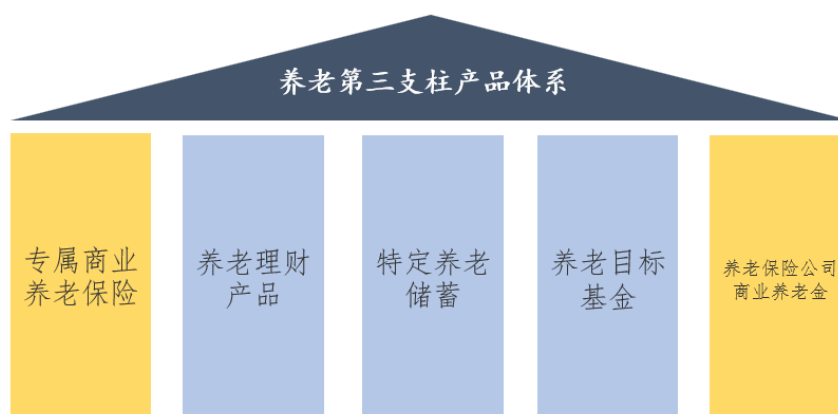 养老第三支柱产品体系
专属商业
养老保险
养老理财
产品
特定养老
储蓄
养老目标
基金
养老保险公司
商业养老金